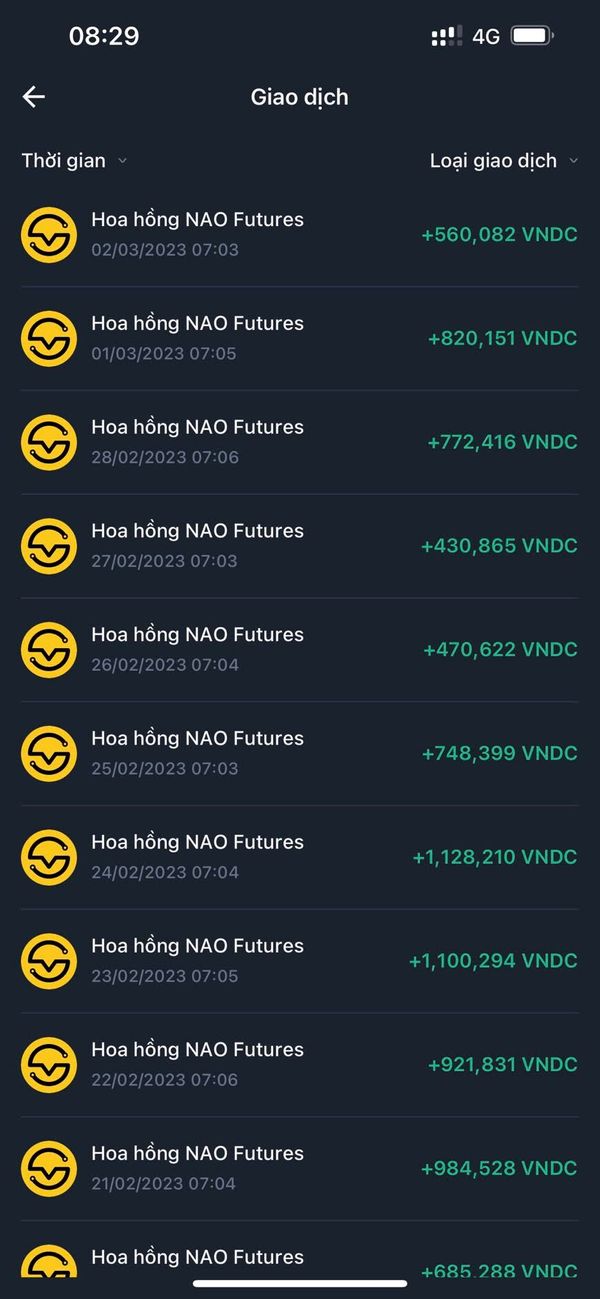 08:29
4G
Giao dịch
Thời gian
Loại giao dịch
Hoa hồng NAO Futures
+560,082 VNDC
02/03/2023 07:03
Hoa hồng NAO Futures
+820,151 VNDC
01/03/2023 07:05
Hoa hồng NAO Futures
+772,416 VNDC
28/02/2023 07:06
Hoa hồng NAO Futures
+430,865 VNDC
27/02/2023 07:03
Hoa hồng NAO Futures
+470,622 VNDC
26/02/2023 07:04
Hoa hồng NAO Futures
+748,399 VNDC
25/02/2023 07:03
Hoa hồng NAO Futures
+1,128,210 VNDC
24/02/2023 07:04
Hoa hồng NAO Futures
+1,100,294 VNDC
23/02/2023 07:05
Hoa hồng NAO Futures
+921,831 VNDC
22/02/2023 07:06
Hoa hồng NAO Futures
+984,528 VNDC
21/02/2023 07:04
Hoa hồng NAO Futures
+685,288 VNDC